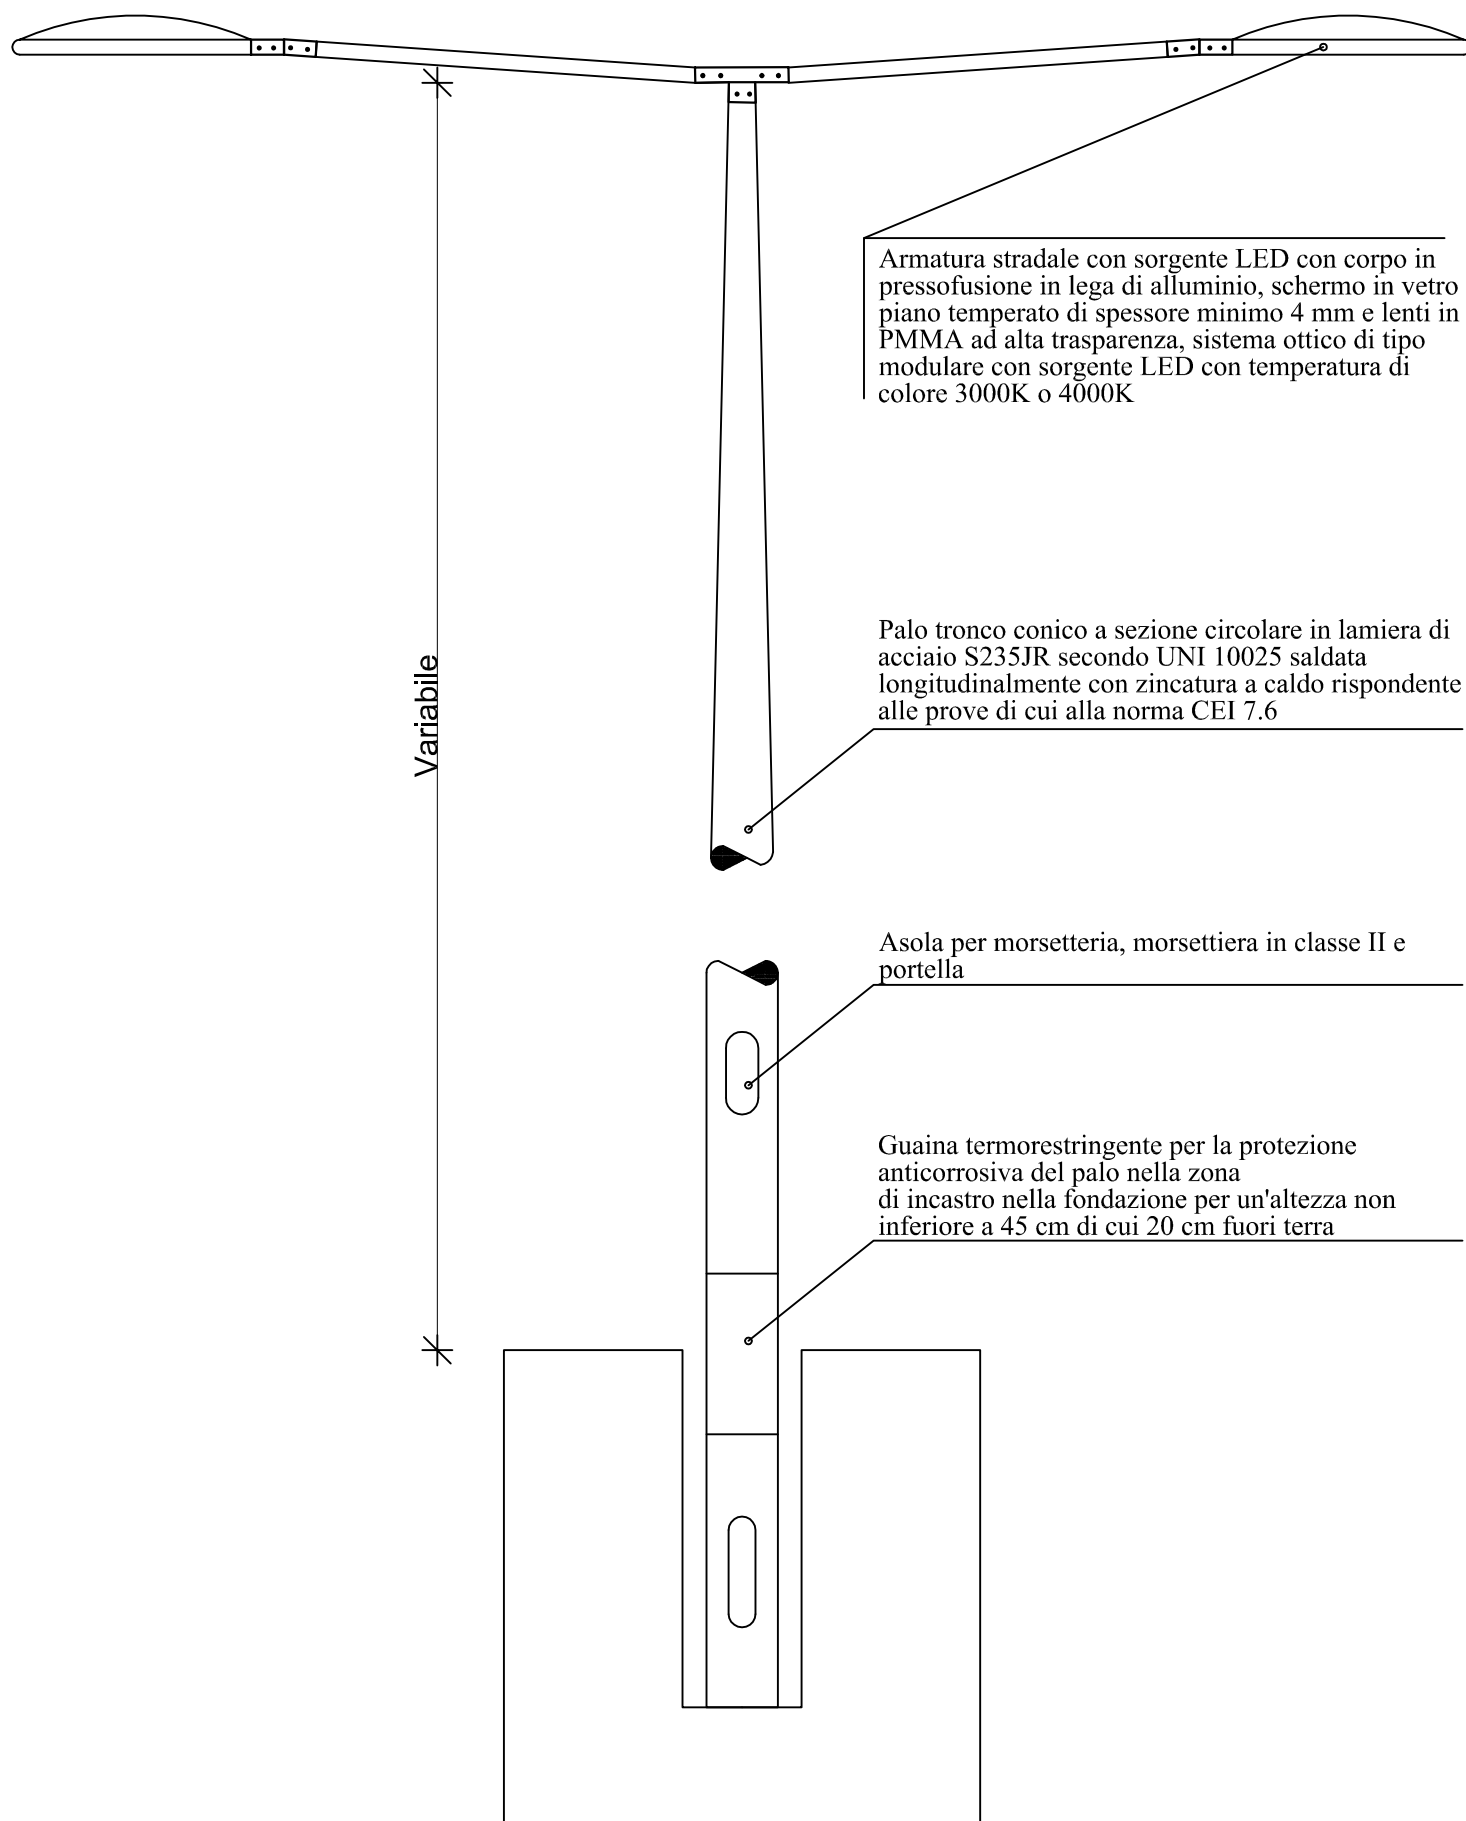 Armatura stradale con sorgente LED con corpo in
pressofusione in lega di alluminio, schermo in vetro
piano temperato di spessore minimo 4 mm e lenti in
PMMA ad alta trasparenza, sistema ottico di tipo
modulare con sorgente LED con temperatura di
colore 3000K o 4000K
Palo tronco conico a sezione circolare in lamiera di
acciaio S235JR secondo UNI 10025 saldata
longitudinalmente con zincatura a caldo rispondente
alle prove di cui alla norma CEI 7.6
Variabile
Asola per morsetteria, morsettiera in classe II e
portella
Guaina termorestringente per la protezione
anticorrosiva del palo nella zona
di incastro nella fondazione per un'altezza non
inferiore a 45 cm di cui 20 cm fuori terra